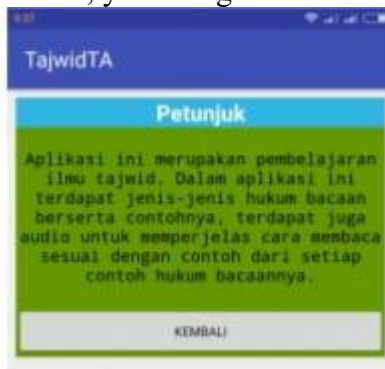 TajwidTA
Petunjuk
Aplikasi ini merupakan pembelajaran
ilmu tajwid. Dalam aplikasi ini
terdapat jenis-jenis hukum bacaan
berserta contohnya, terdapat juga
audio untuk memperjelas cara membaca
sesuai dengan contoh dari setiap
contoh hukum bacaannya.
KEMBALI